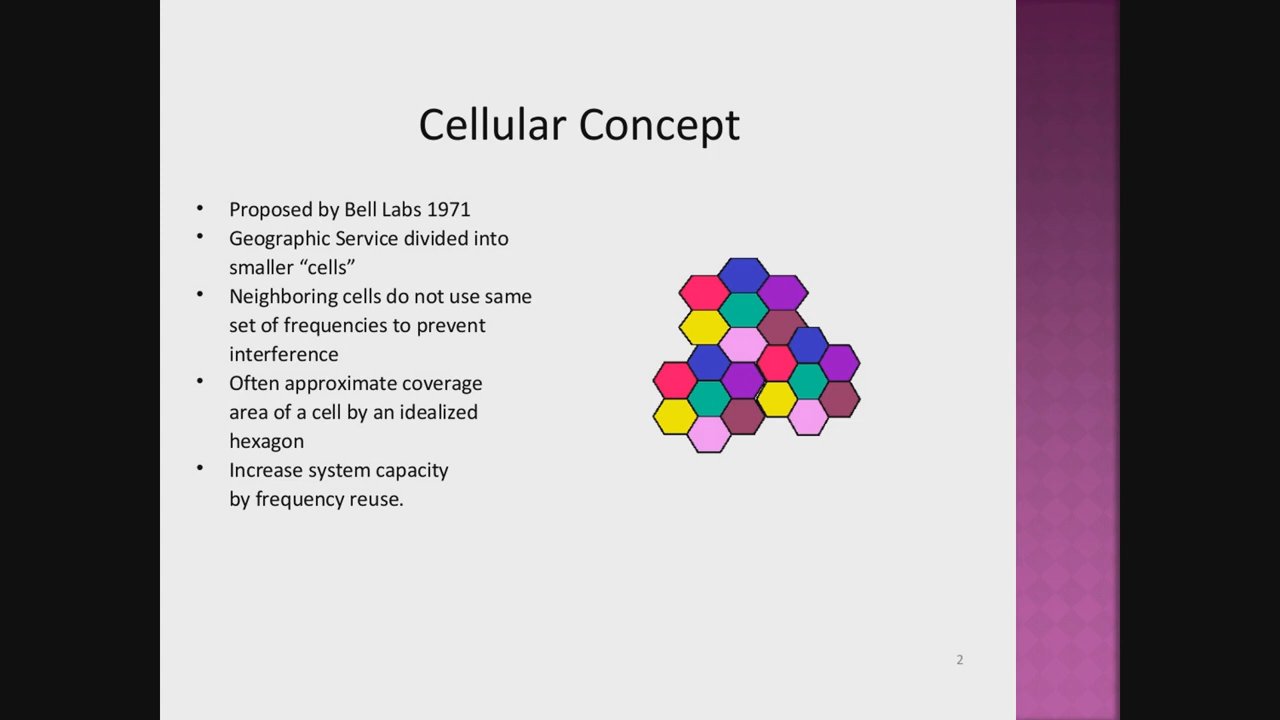 Cellular Concept
• Proposed by Bell Labs 1971
• Geographic Service divided into
smaller “cells”
• Neighboring cells do not use same
set of frequencies to prevent
interference
• Often approximate coverage
area of a cell by an idealized
hexagon
• Increase system capacity
by frequency reuse.
2